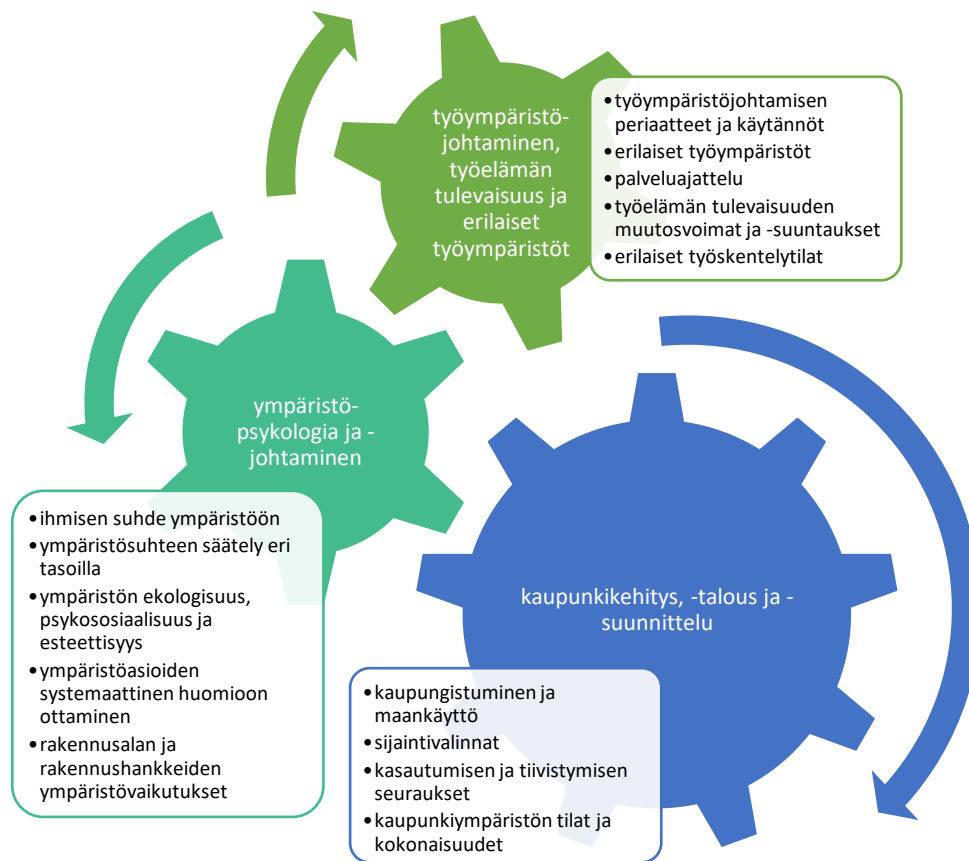 työympäristö-
johtaminen,
työelämän
tulevaisuus ja
erilaiset
työympäristöt
•työympäristöjohtamisen
periaatteet ja käytännöt
•erilaiset työympäristöt
•palveluajattelu
•työelämän tulevaisuuden
muutosvoimat ja -suuntaukset
•erilaiset työskentelytilat
ympäristö-
psykologia ja -
johtaminen
•ihmisen suhde ympäristöön
•ympäristösuhteen säätely eri
tasoilla
•ympäristön ekologisuus,
psykososiaalisuus ja
esteettisyys
•ympäristöasioiden
systemaattinen huomioon
ottaminen
•rakennusalan ja
rakennushankkeiden
ympäristövaikutukset
kaupunkikehitys, -talous ja -
suunnittelu
•kaupungistuminen ja
maankäyttö
•sijaintivalinnat
•kasautumisen ja tiivistymisen
seuraukset
•kaupunkiympäristön tilat ja
kokonaisuudet